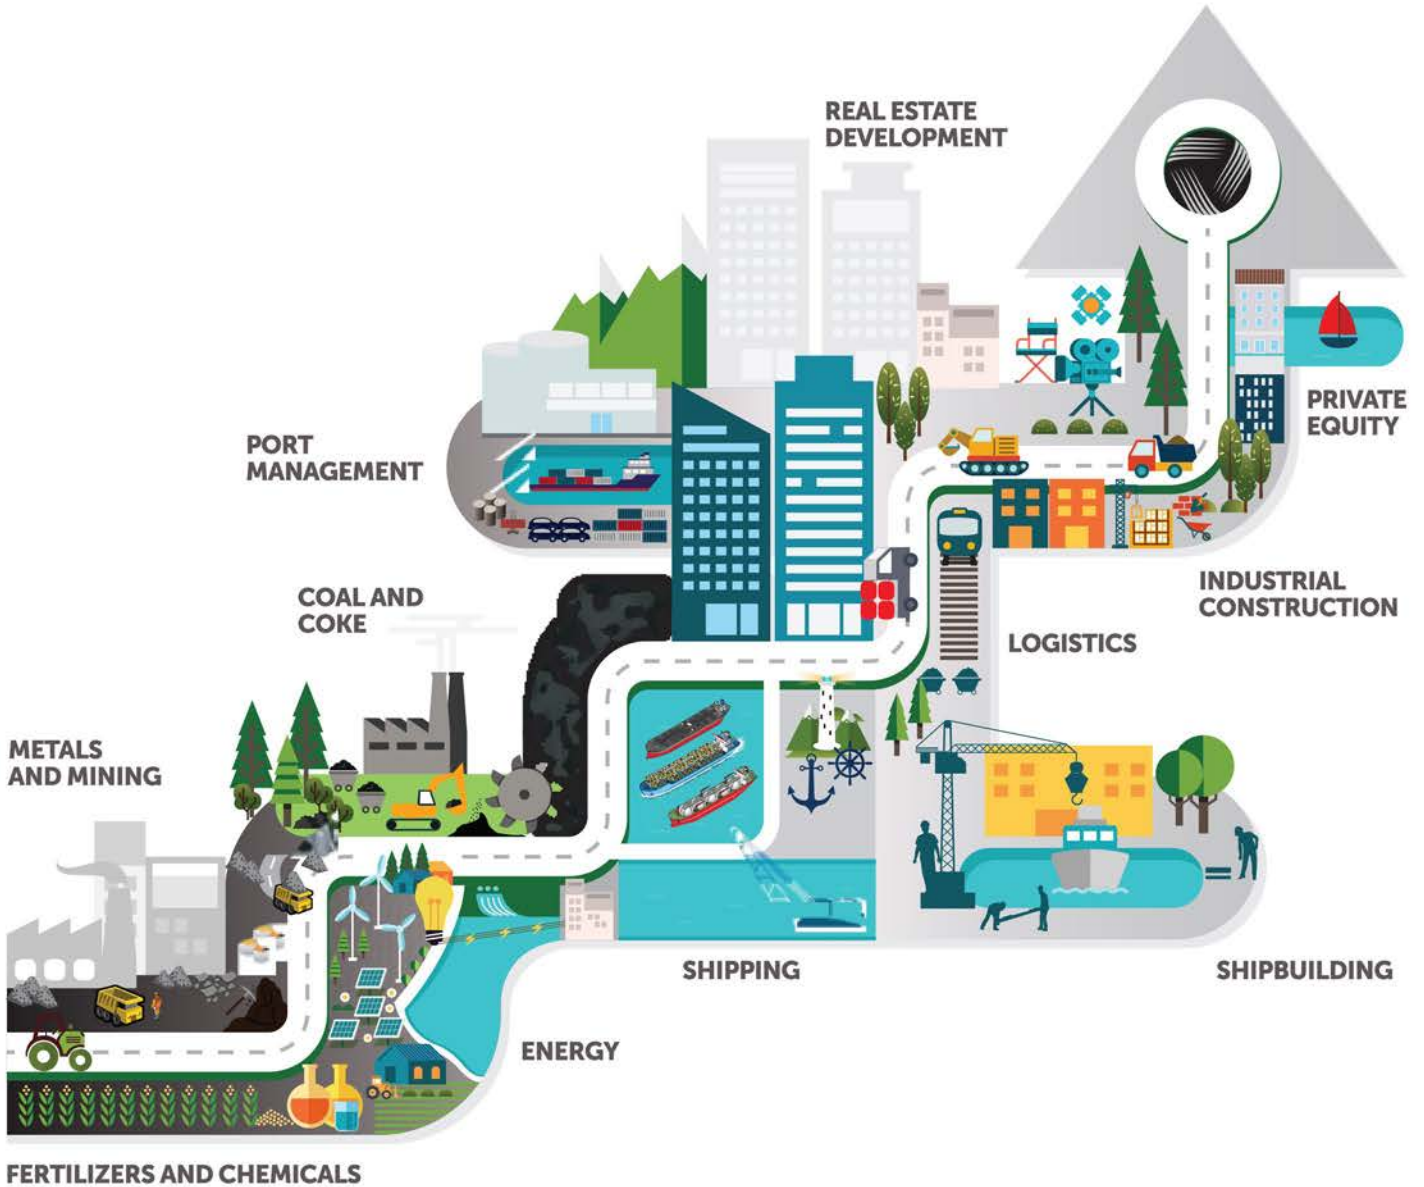 REAL ESTATE
DEVELOPMENT
PRIVATE
EQUITY
PORT
MANAGEMENT
INDUSTRIAL
CONSTRUCTION
COAL AND
COKE
LOGISTICS
METALS
AND MINING
SHIPPING
SHIPBUILDING
ENERGY
FERTILIZERS AND CHEMICALS